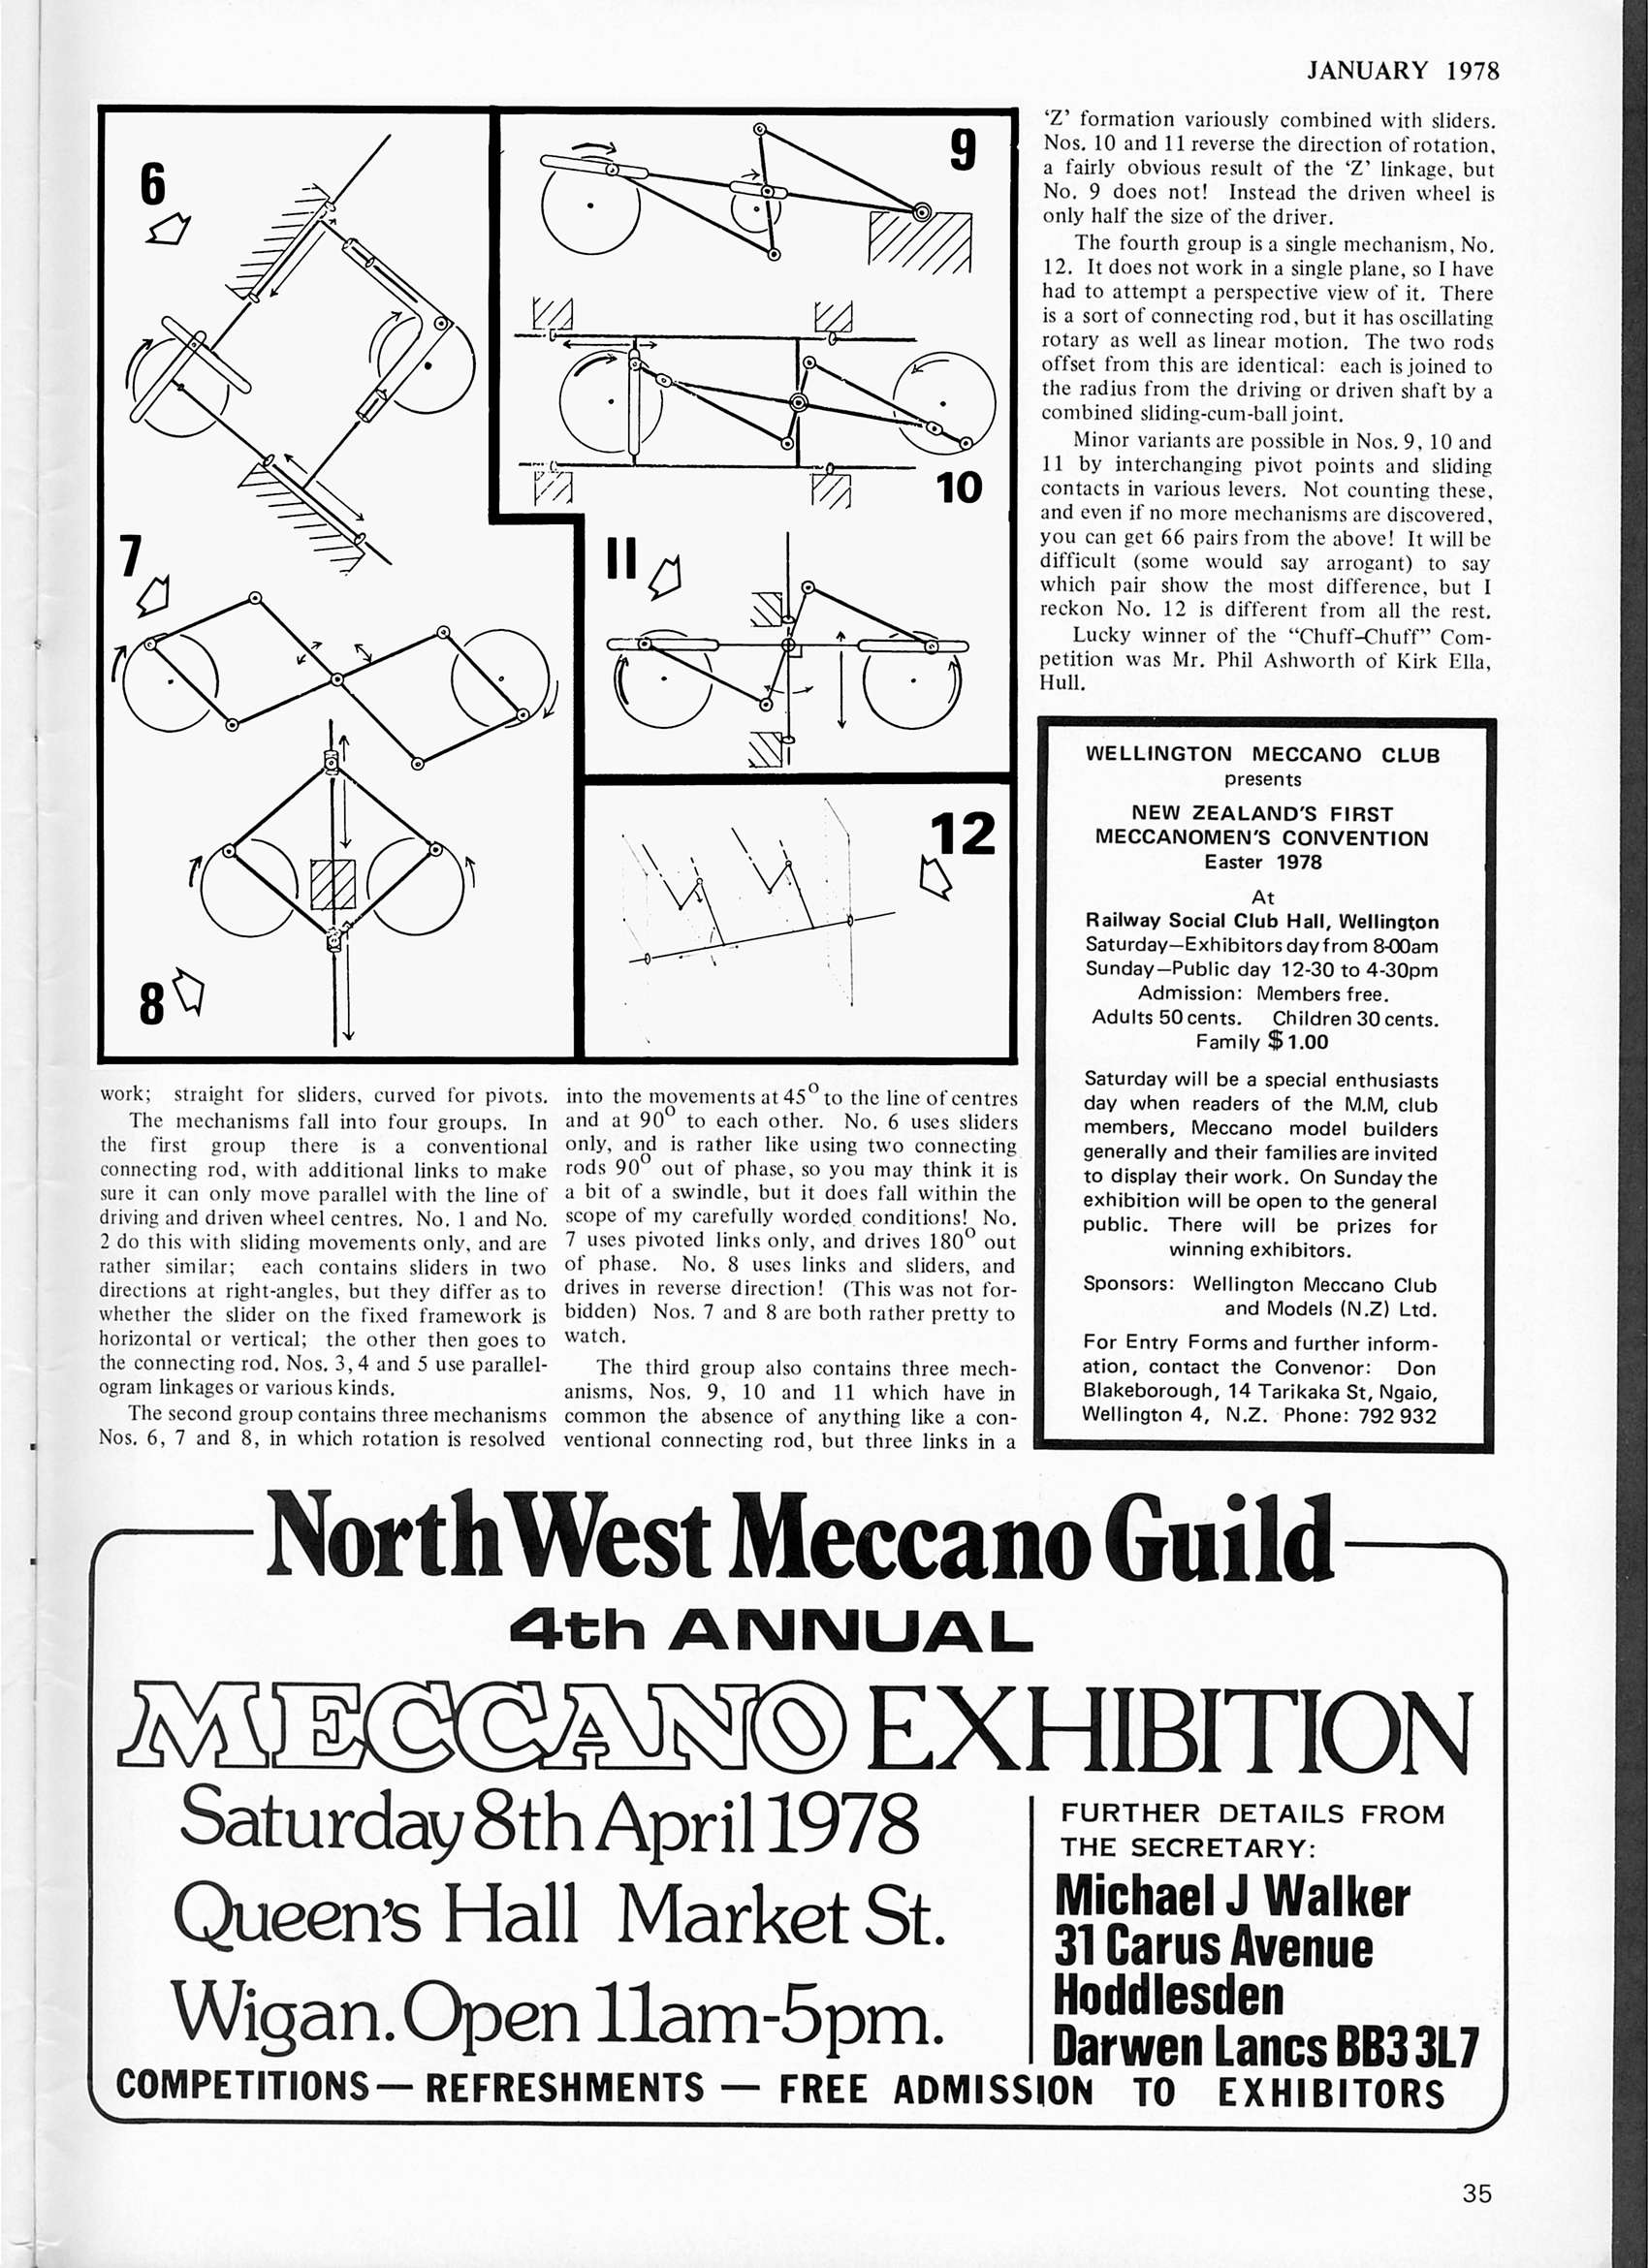 JANUARY 1978
6
7
8
9
10
11
12
work; straight for sliders, curved for pivots.
The mechanisms fall into four groups. In
the first group there is a conventional
connecting rod, with additional links to make
sure it can only move parallel with the line of
driving and driven wheel centres. No. 1 and No.
2 do this with sliding movements only, and are
rather similar; each contains sliders in two
directions at right-angles, but they differ as to
whether the slider on the fixed framework is
horizontal or vertical; the other then goes to
the connecting rod. Nos. 3, 4 and 5 use parallel-
ogram linkages or various kinds.
The second group contains three mechanisms
Nos. 6, 7 and 8, in which rotation is resolved
into the movements at 45° to the line of centres
and at 90° to each other. No. 6 uses sliders
only, and is rather like using two connecting
rods 90° out of phase, so you may think it is
a bit of a swindle, but it does fall within the
scope of my carefully worded conditions! No.
7 uses pivoted links only, and drives 180° out
of phase. No. 8 uses links and sliders, and
drives in reverse direction! (This was not for-
bidden) Nos. 7 and 8 are both rather pretty to
watch.
The third group also contains three mech-
anisms, Nos. 9, 10 and 11 which have in
common the absence of anything like a con-
ventional connecting rod, but three links in a
‘Z’ formation variously combined with sliders.
Nos. 10 and 11 reverse the direction of rotation,
a fairly obvious result of the ‘Z’ linkage, but
No. 9 does not! Instead the driven wheel is
only half the size of the driver.
The fourth group is a single mechanism, No.
12. It does not work in a single plane, so I have
had to attempt a perspective view of it. There
is a sort of connecting rod, but it has oscillating
rotary as well as linear motion. The two rods
offset from this are identical: each is joined to
the radius from the driving or driven shaft by a
combined sliding-cum-ball joint.
Minor variants are possible in Nos. 9, 10 and
11 by interchanging pivot points and sliding
contacts in various levers. Not counting these,
and even if no more mechanisms are discovered,
you can get 66 pairs from the above! It will be
difficult (some would say arrogant) to say
which pair show the most difference, but I
reckon No. 12 is different from all the rest.
Lucky winner of the “Chuff-Chuff” Com-
petition was Mr. Phil Ashworth of Kirk Ella,
Hull.
WELLINGTON MECCANO CLUB
presents
NEW ZEALAND'S FIRST
MECCANOMEN'S CONVENTION
Easter 1978
At
Railway Social Club Hall, Wellington
Saturday—Exhibitors day from 8-00am
Sunday—Public day 12-30 to 4-30pm
Admission: Members free.
Adults 50 cents. Children 30 cents.
Family $1.00
Saturday will be a special enthusiasts
day when readers of the M.M, club
members, Meccano model builders
generally and their families are invited
to display their work. On Sunday the
exhibition will be open to the general
public. There will be prizes for
winning exhibitors.
Sponsors: Wellington Meccano Club
and Models (N.Z) Ltd.
For Entry Forms and further inform-
ation, contact the Convenor: Don
Blakeborough, 14 Tarikaka St, Ngaio,
Wellington 4, N.Z. Phone: 792 932
North West Meccano Guild
4th ANNUAL
MECCANO EXHIBITION
Saturday 8th April 1978
Queen's Hall Market St.
Wigan. Open 11am-5pm.
FURTHER DETAILS FROM
THE SECRETARY:
Michael J Walker
31 Carus Avenue
Hoddlesden
Darwen Lancs BB3 3L7
COMPETITIONS — REFRESHMENTS — FREE ADMISSION TO EXHIBITORS
35